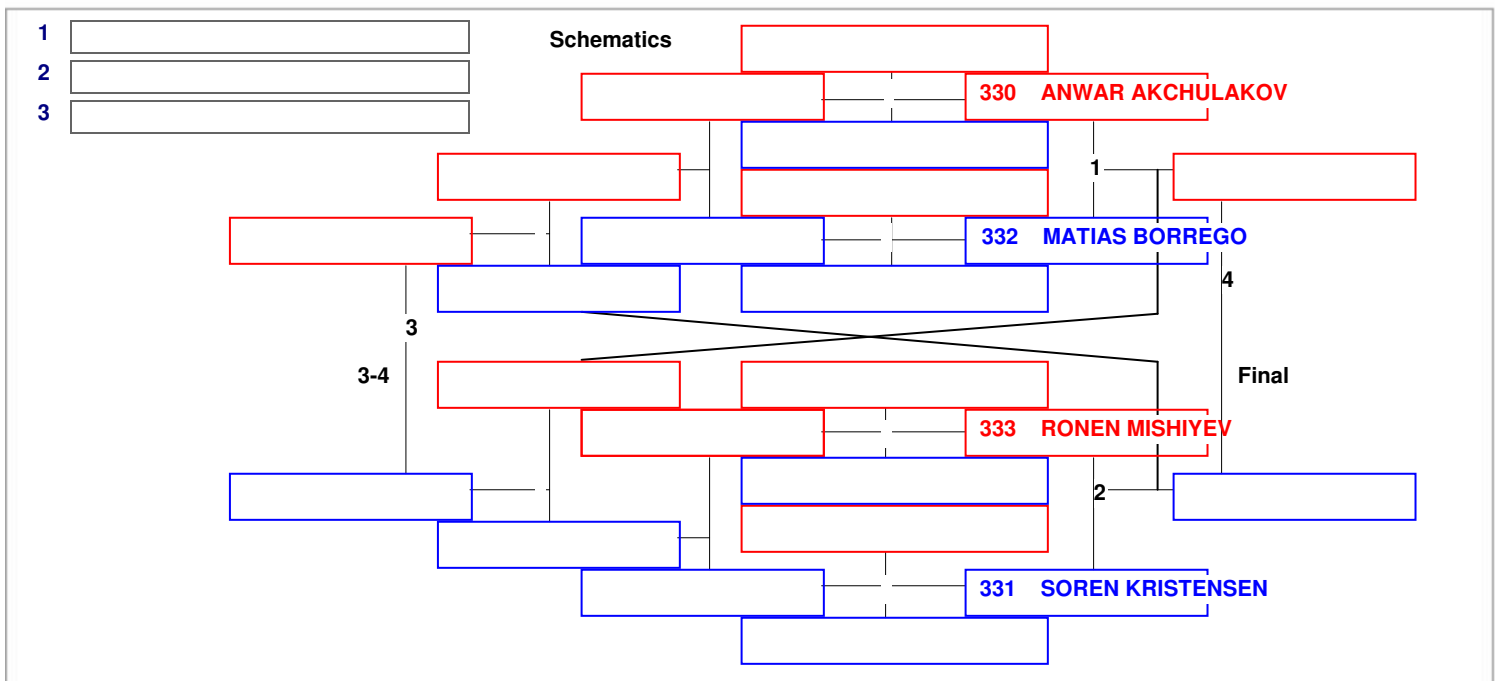 1
Schematics
2
330 ANWAR AKCHULAKOV
3
1
332 MATIAS BORREGO
4
3
3-4
Final
333 RONEN MISHIYEV
2
331 SOREN KRISTENSEN